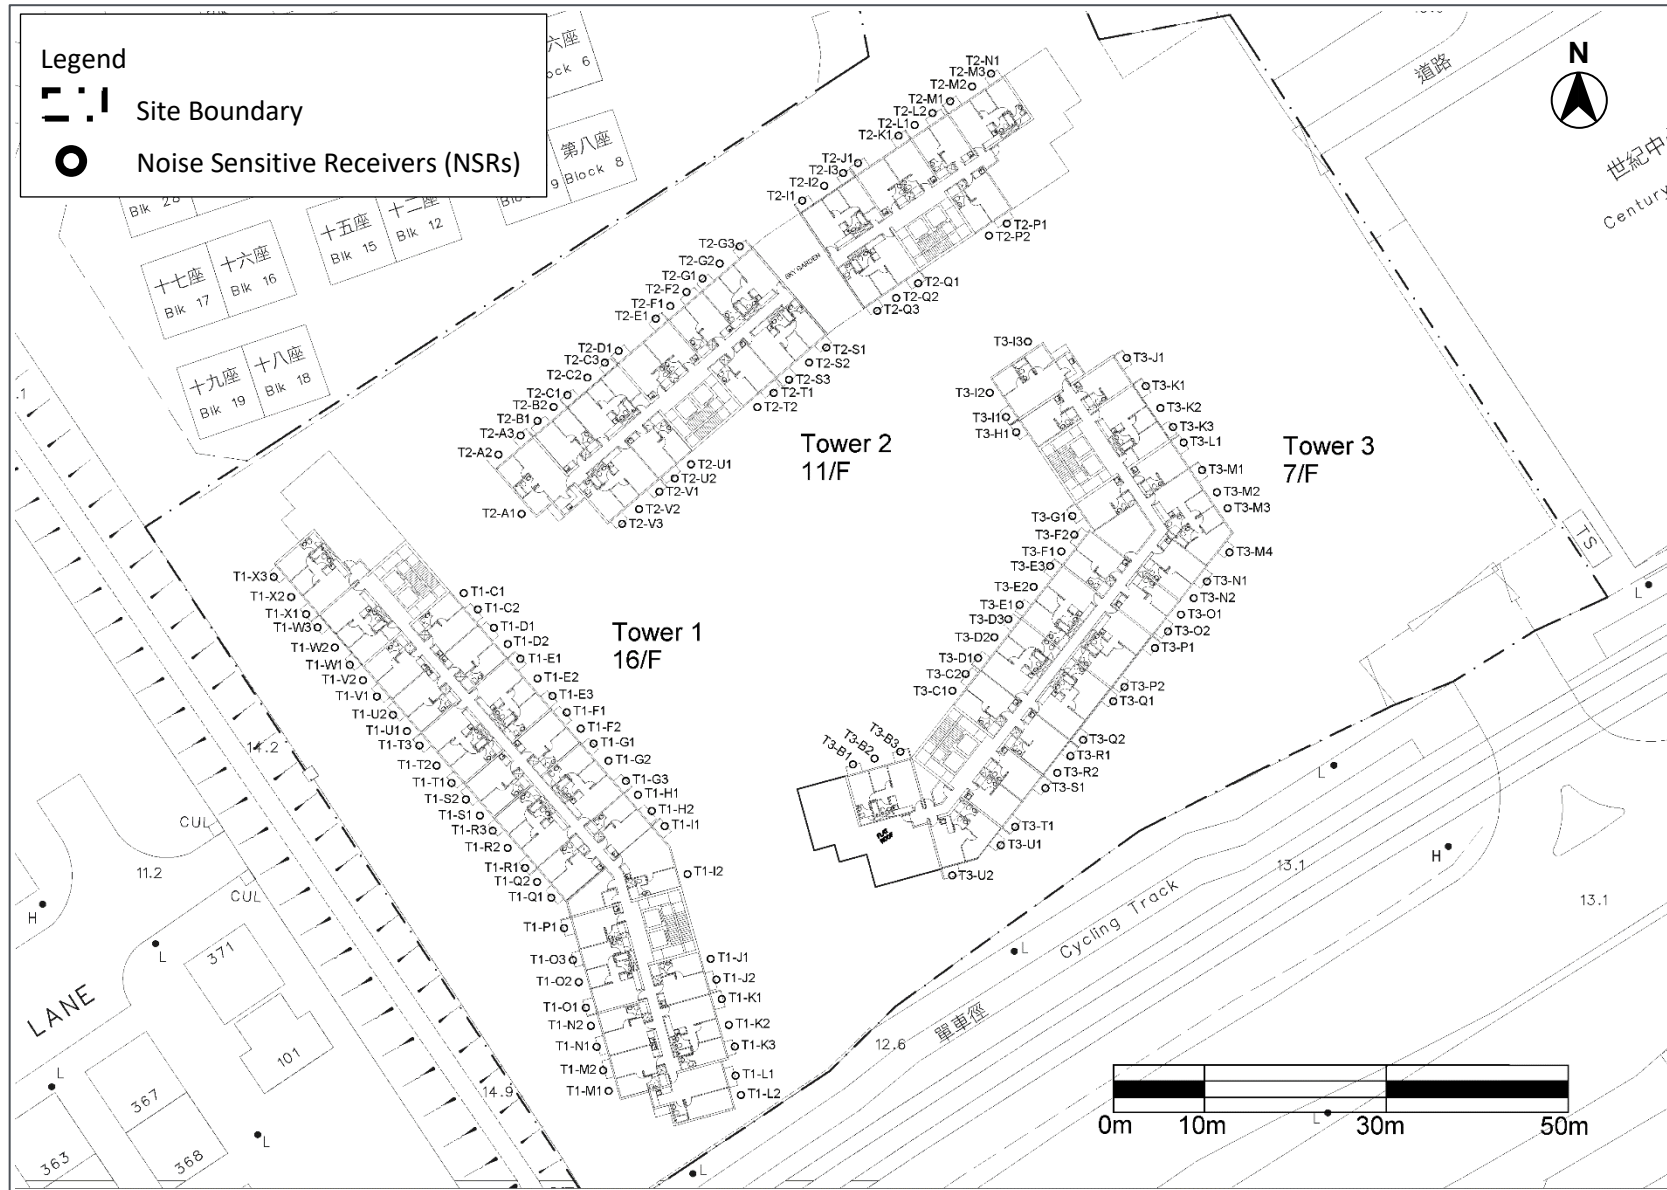 Legend
Site Boundary
Noise Sensitive Receivers (NSRs)
六座
ock 6
第八座
9 Block 8
十二座
Blk 12
十五座
Blk 15
Blk 28
十六座
Blk 16
十七座
Blk 17
十八座
Blk 18
十九座
Blk 19
道路
N
世紀中
Century
T2-N1
T2-M3
T2-M2
T2-M1
T2-L2
T2-L1
T2-K1
T2-J1
T2-I3
T2-I2
T2-I1
T2-P1
T2-P2
T2-G3
T2-G2
T2-G1
T2-F2
T2-F1
T2-E1
SKY GARDEN
T2-Q1
T2-Q2
T2-Q3
T2-D1
T2-C3
T2-C2
T2-C1
T2-B2
T2-B1
T2-A3
T2-A2
T2-A1
T2-S1
T2-S2
T2-S3
T2-T1
T2-T2
T2-U1
T2-U2
T2-V1
T2-V2
T2-V3
Tower 2
11/F
T3-I3
T3-I2
T3-I1
T3-H1
T3-J1
T3-K1
T3-K2
T3-K3
T3-L1
T3-M1
T3-M2
T3-M3
T3-M4
Tower 3
7/F
T3-G1
T3-F2
T3-F1
T3-E3
T3-E2
T3-E1
T3-D3
T3-D2
T3-D1
T3-C2
T3-C1
T3-B3
T3-B2
T3-B1
T3-N1
T3-N2
T3-O1
T3-O2
T3-P1
T3-P2
T3-Q1
T3-Q2
T3-R1
T3-R2
T3-S1
T3-T1
T3-U1
T3-U2
FLAT
ROOF
TS
L
T1-X3
T1-X2
T1-X1
T1-W3
T1-W2
T1-W1
T1-V2
T1-V1
T1-U2
T1-U1
T1-T3
T1-T2
T1-T1
T1-S2
T1-S1
T1-R3
T1-R2
T1-R1
T1-Q2
T1-Q1
T1-P1
T1-O3
T1-O2
T1-O1
T1-N2
T1-N1
T1-M2
T1-M1
T1-C1
T1-C2
T1-D1
T1-D2
T1-E1
T1-E2
T1-E3
T1-F1
T1-F2
T1-G1
T1-G2
T1-G3
T1-H1
T1-H2
T1-I1
T1-I2
T1-J1
T1-J2
T1-K1
T1-K2
T1-K3
T1-L1
T1-L2
Tower 1
16/F
14.2
CUL
11.2
CUL
H
L
371
LANE
101
14.9
367
L
368
363
L
L
H
13.1
13.1
L
Cycling Track
單車徑
12.6
L
L
0m
10m
30m
50m